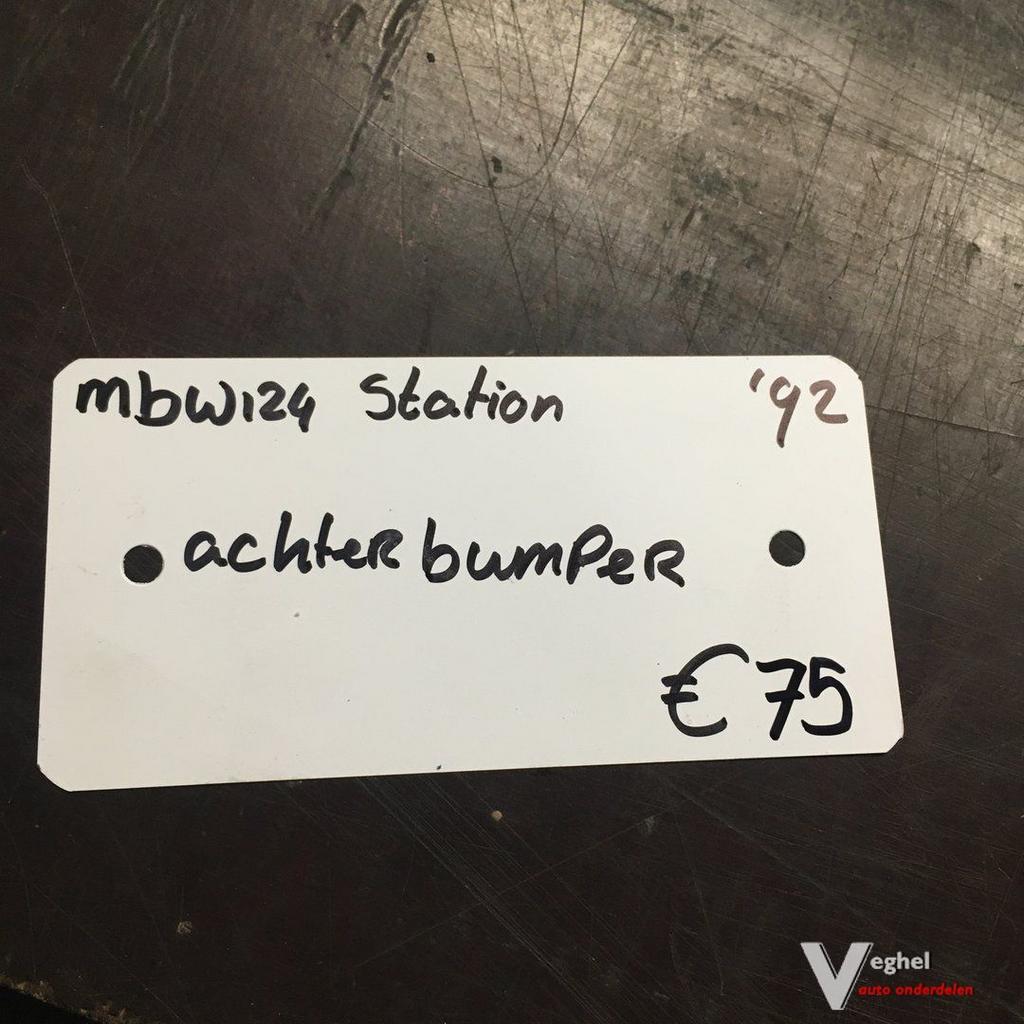 mbw124 Station '92
achterbumper
€75
Veghel
auto onderdelen